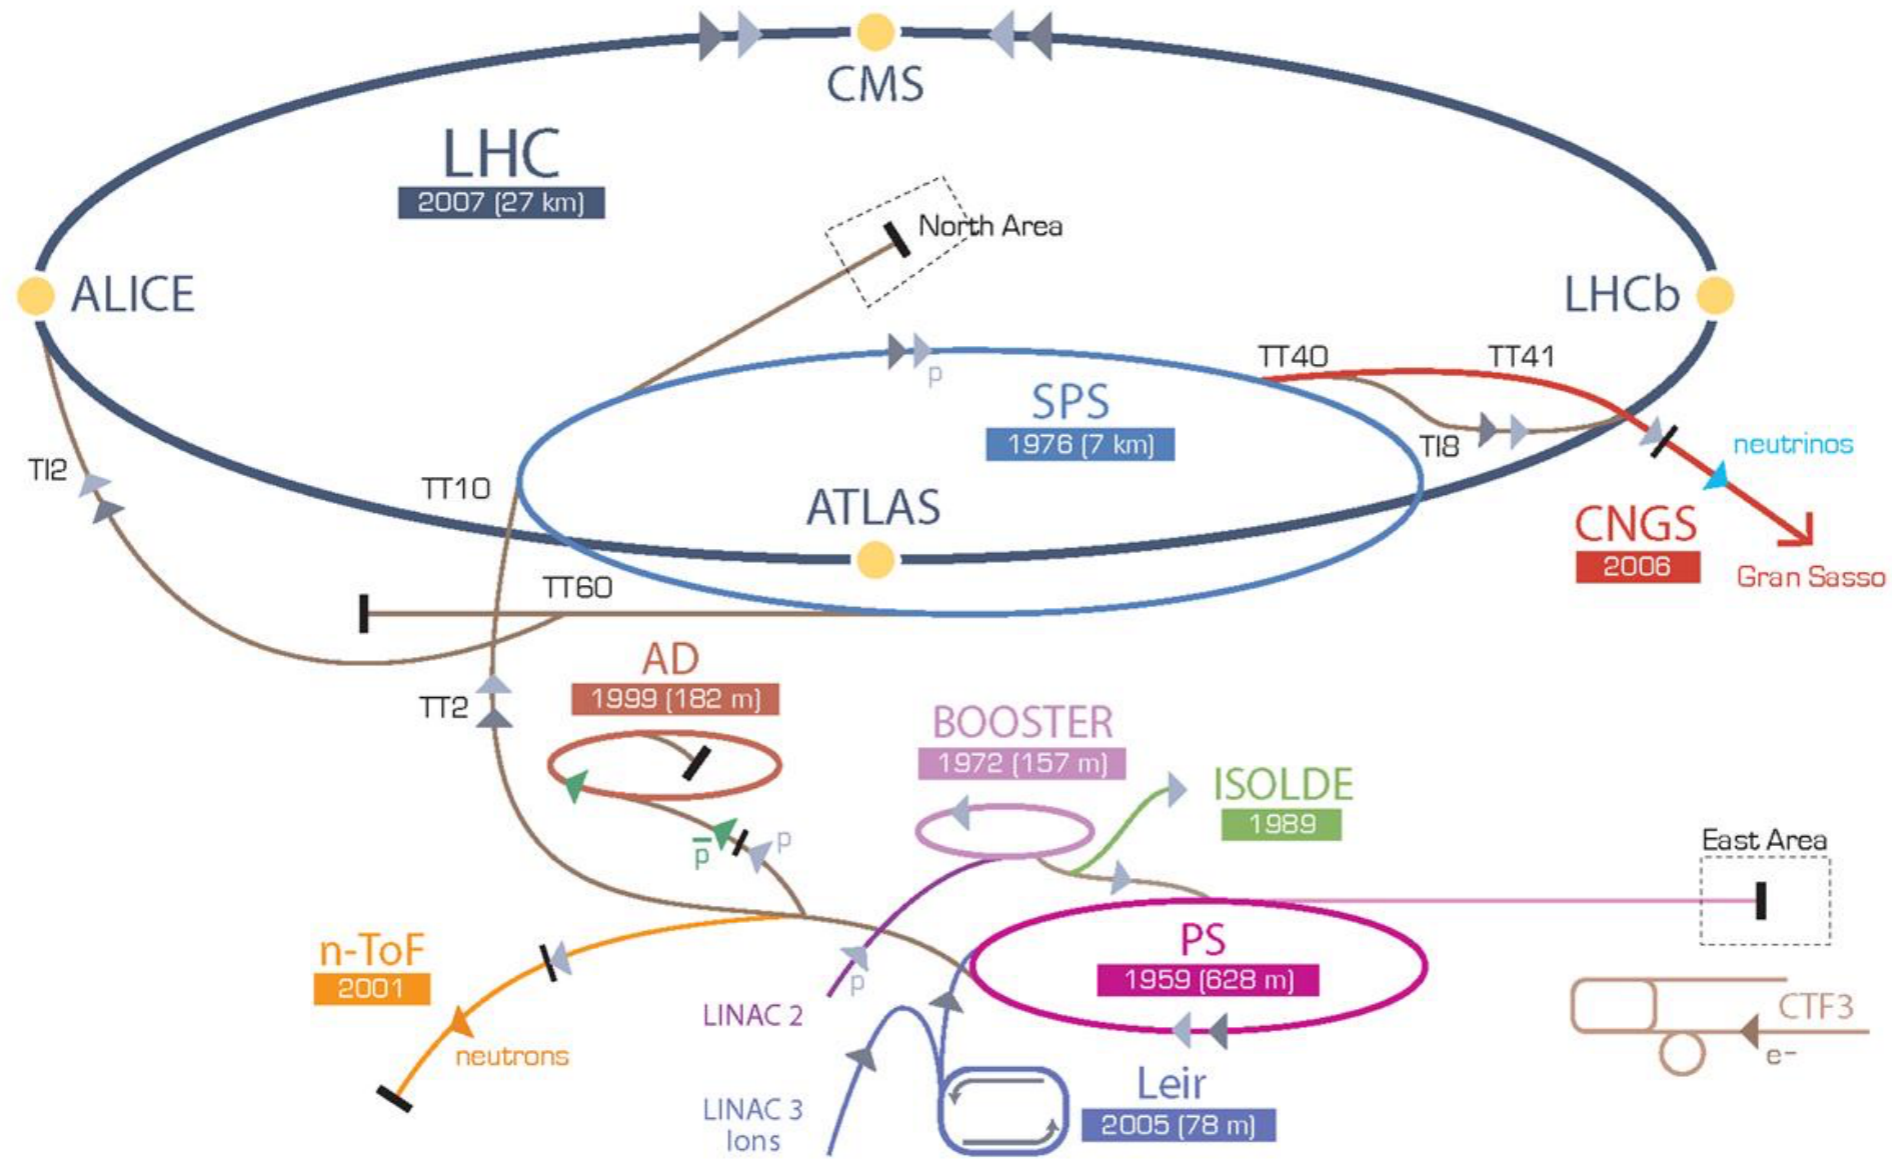 CMS
LHC
2007 (27 km)
North Area
ALICE
LHCb
TT40
TT41
p
SPS
1976 (7 km)
TI8
neutrinos
TI2
TT10
ATLAS
CNGS
2006
Gran Sasso
TT60
AD
1999 (182 m)
TT2
BOOSTER
1972 (157 m)
ISOLDE
1989
p
p̅
East Area
n-ToF
2001
PS
1959 (628 m)
p
LINAC 2
CTF3
neutrons
e-
Leir
2005 (78 m)
LINAC 3
Ions